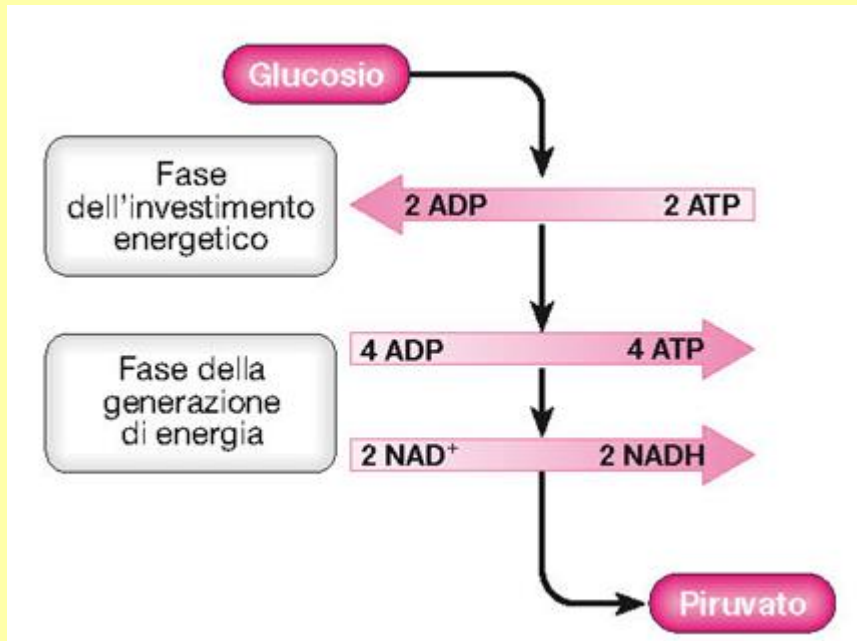 Glucosio
Fase
dell'investimento
energetico
2 ADP 2 ATP
4 ADP 4 ATP
Fase della
generazione
di energia
2 NAD⁺ 2 NADH
Piruvato